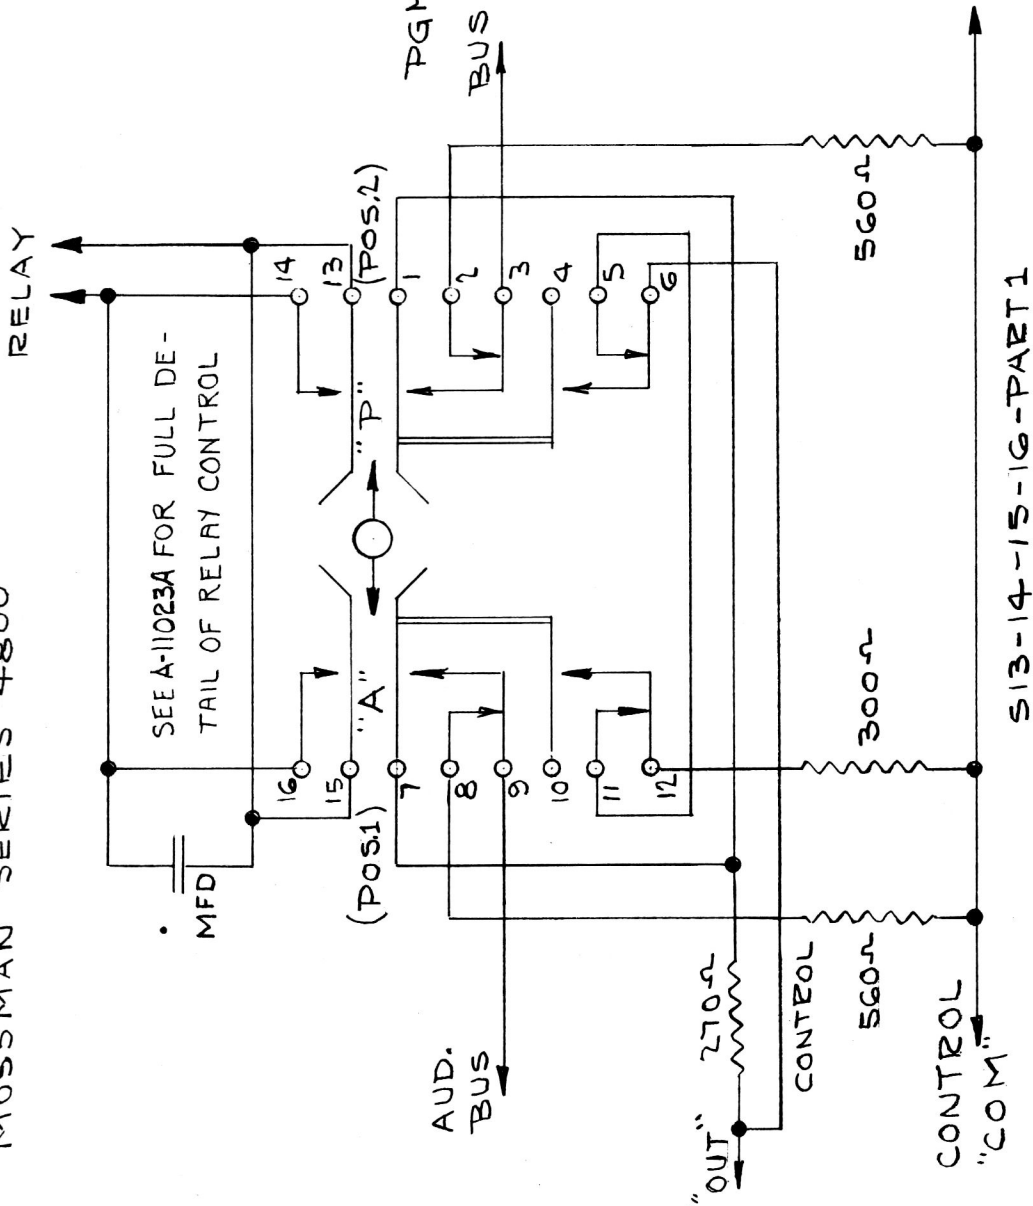 MOSSMAN SERIES 4800
RELAY
SEE A-11023A FOR FULL DE-
TAIL OF RELAY CONTROL
MFD
16
15
(POS.1)
7
8
9
10
11
12
"A"
"P"
14
13
(POS.2)
1
2
3
4
5
6
PGM
BUS
AUD.
BUS
"OUT"
270Ω
CONTROL
560Ω
300Ω
560Ω
CONTROL
"COM"
S13-14-15-16-PART 1